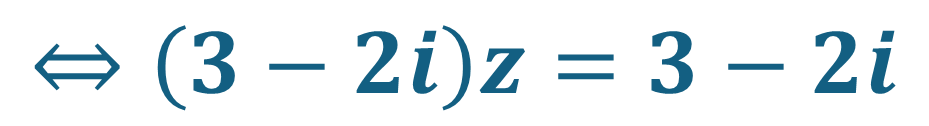 ⇔ (3 − 2i)z = 3 − 2i